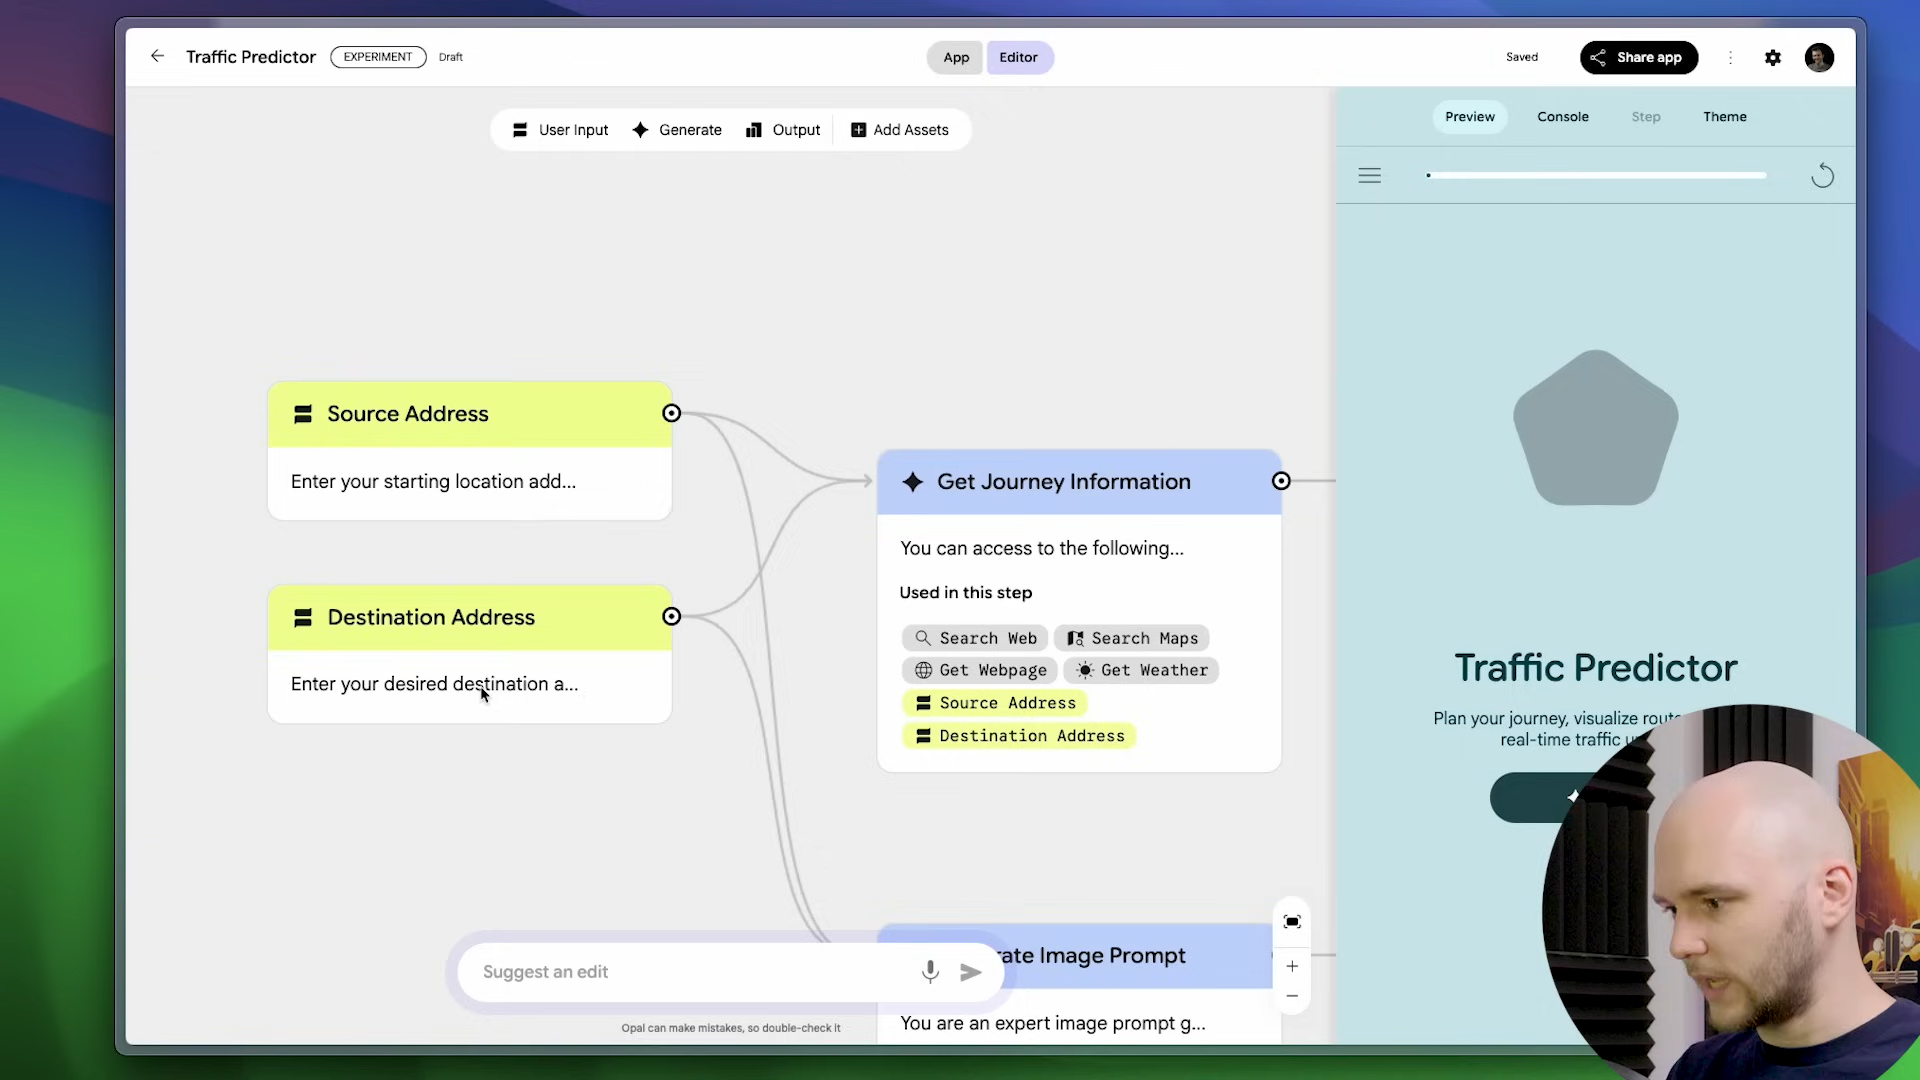 Traffic Predictor
EXPERIMENT
Draft
App
Editor
Saved
Share app
User Input
Generate
Output
Add Assets
Preview
Console
Step
Theme
Source Address
Enter your starting location add...
Destination Address
Enter your desired destination a...
Get Journey Information
You can access to the following...
Used in this step
Search Web
Search Maps
Get Webpage
Get Weather
Source Address
Destination Address
Image Prompt
You are an expert image prompt g...
Suggest an edit
Opal can make mistakes, so double-check it
Traffic Predictor
Plan your journey, visualize
real-time traffic